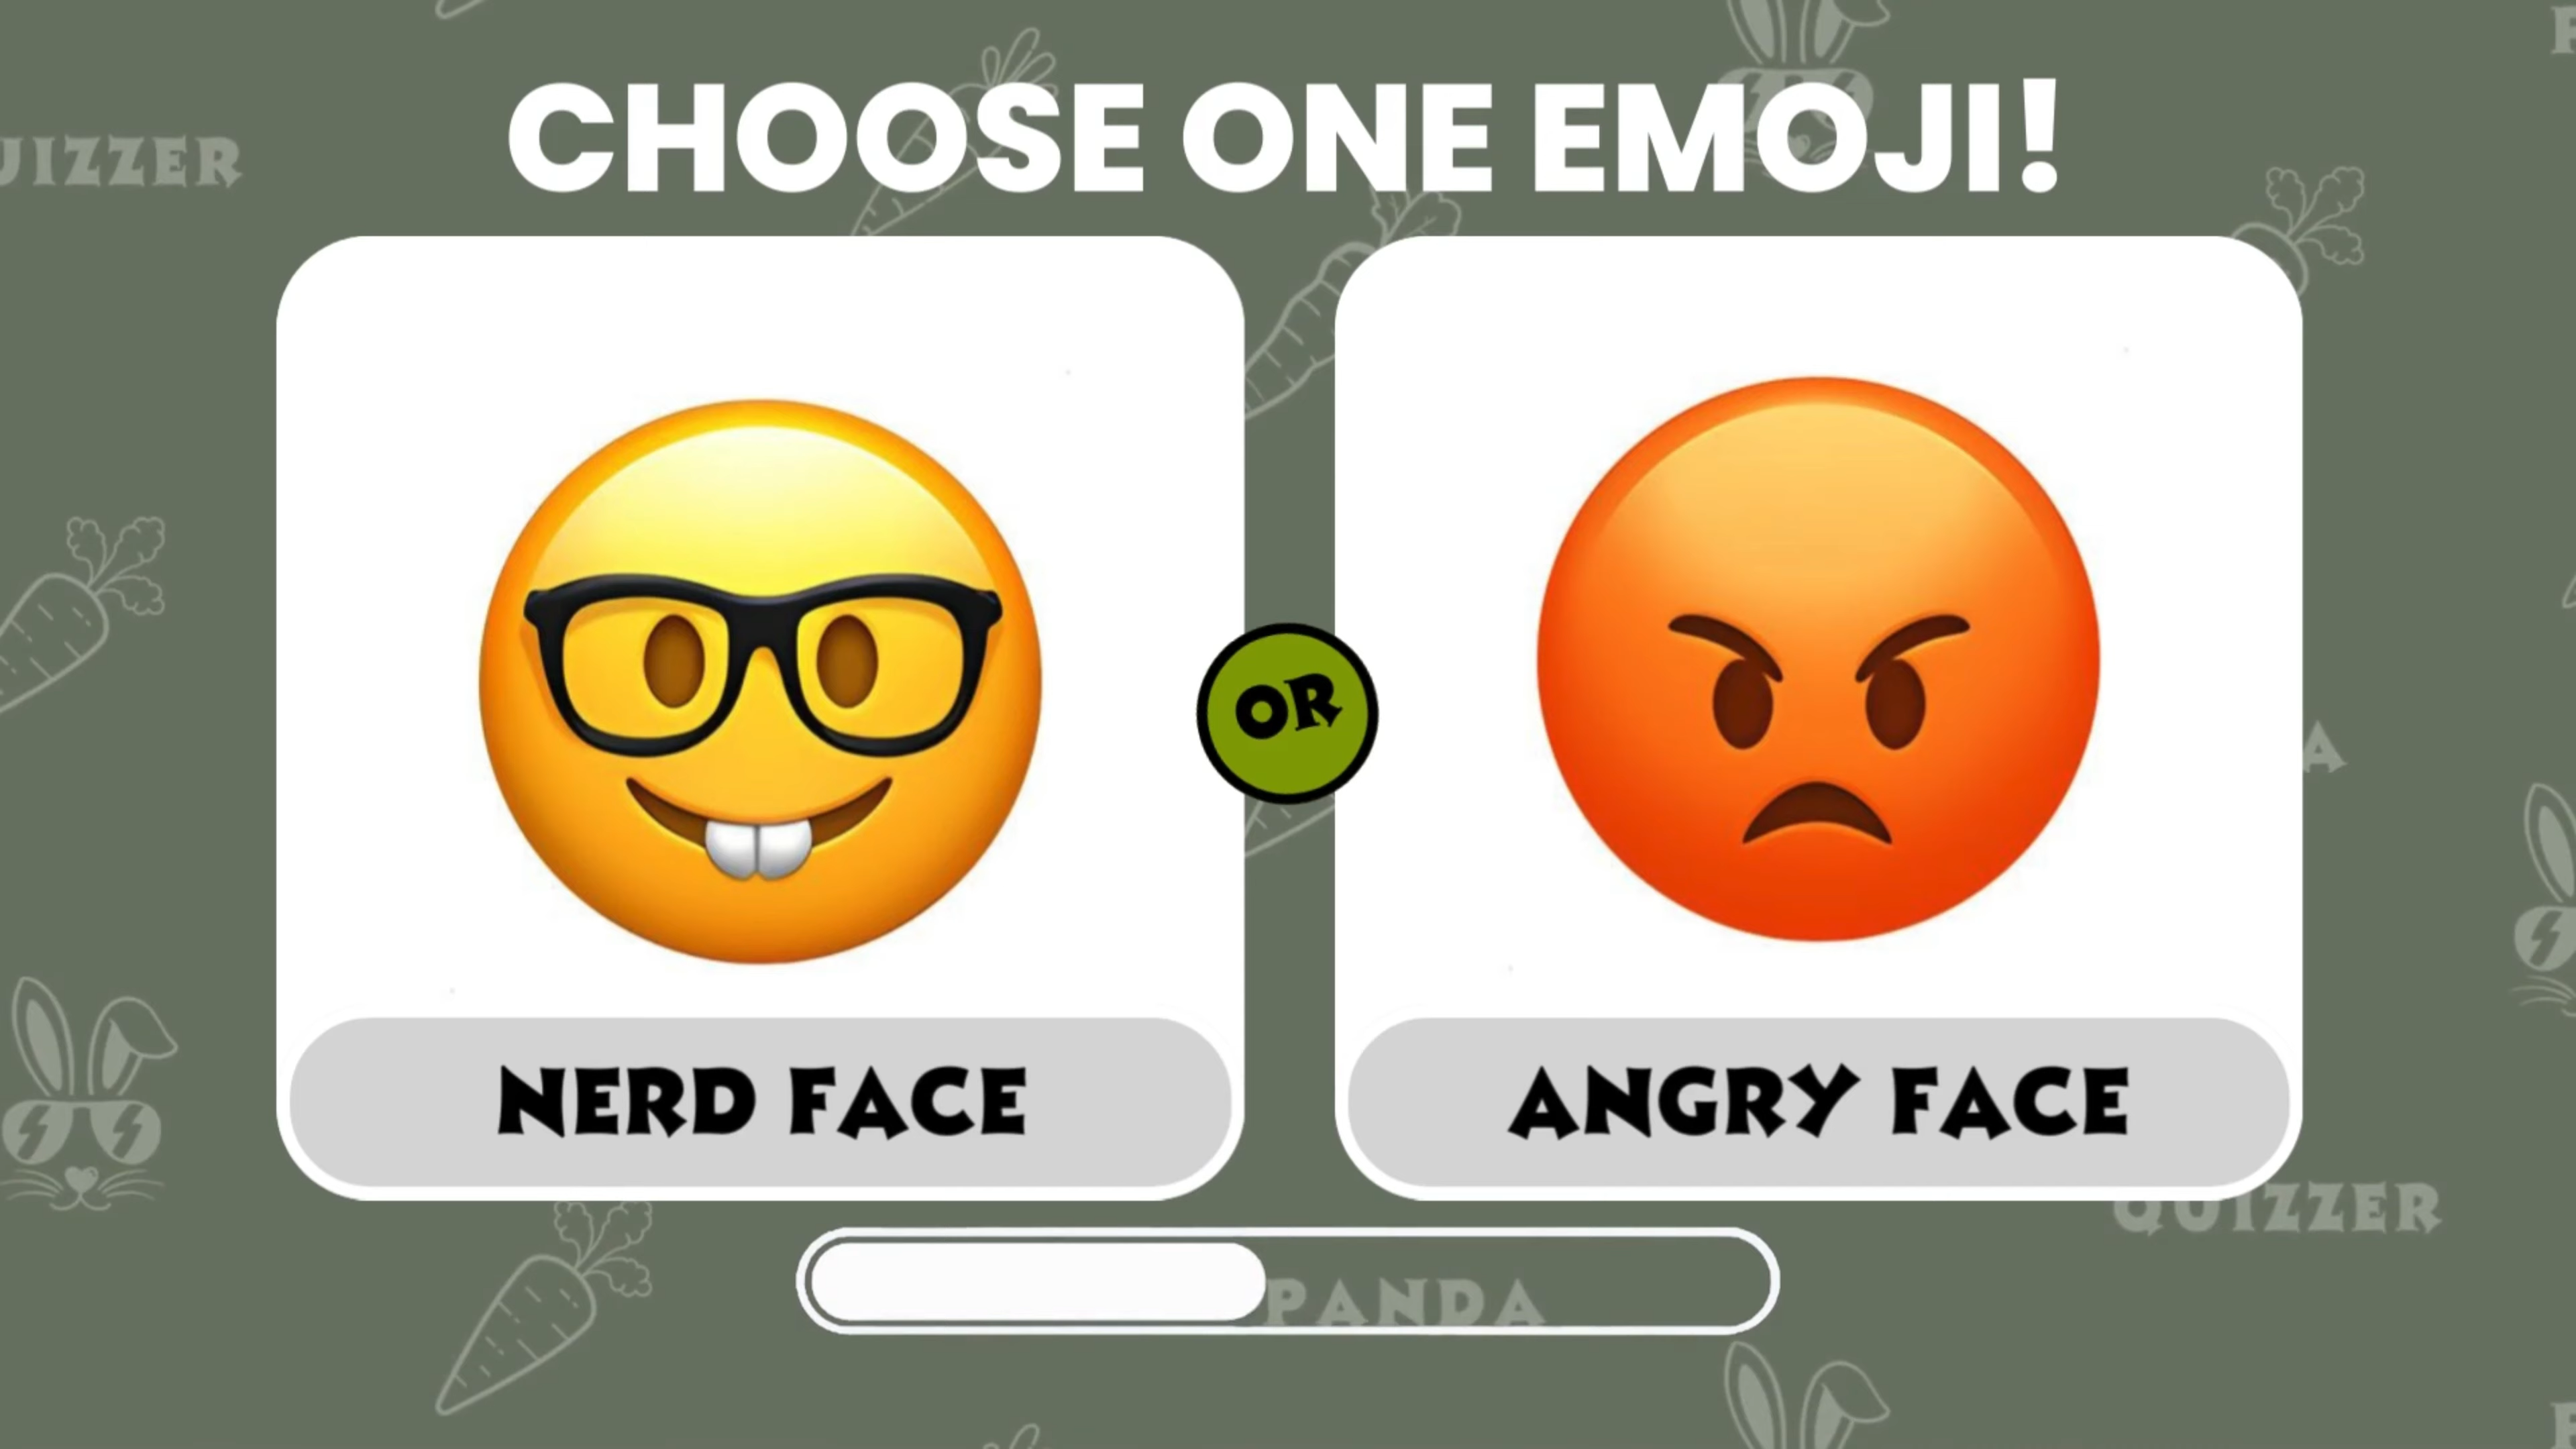 CHOOSE ONE EMOJI!
QUIZZER
OR
NERD FACE
ANGRY FACE
QUIZZER
PANDA